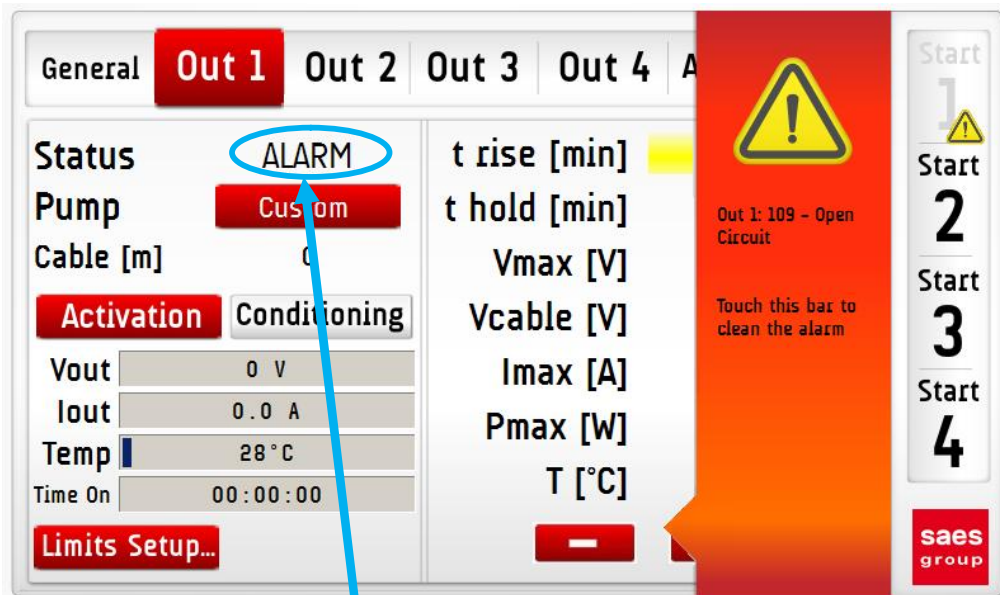 General Out 1 Out 2 Out 3 Out 4 A
Status ALARM
Pump Custom
Cable [m]
Activation Conditioning
Vout 0 V
Iout 0.0 A
Temp 28°C
Time On 00:00:00
Limits Setup...
t rise [min]
t hold [min]
Vmax [V]
Vcable [V]
Imax [A]
Pmax [W]
T [°C]
−
Out 1: 109 - Open
Circuit
Touch this bar to
clean the alarm
Start
1
Start
2
Start
3
Start
4
saes
group